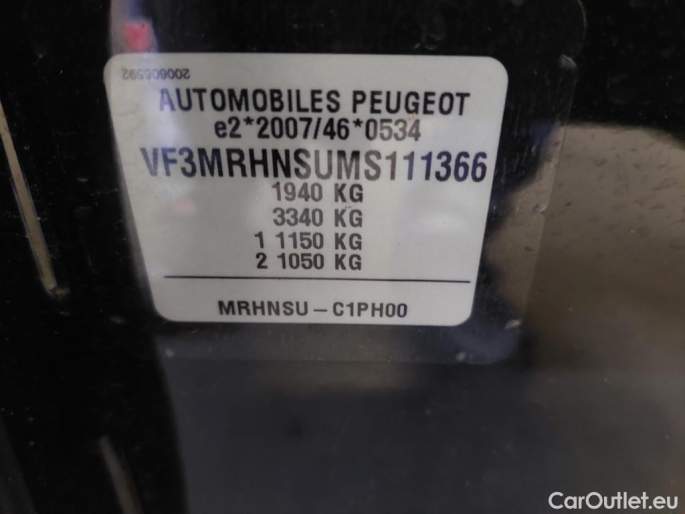 200606592
AUTOMOBILES PEUGEOT
e2*2007/46*0534
VF3MRHNSUMS111366
1940 KG
3340 KG
1 1150 KG
2 1050 KG
MRHNSU – C1PH00
CarOutlet.eu